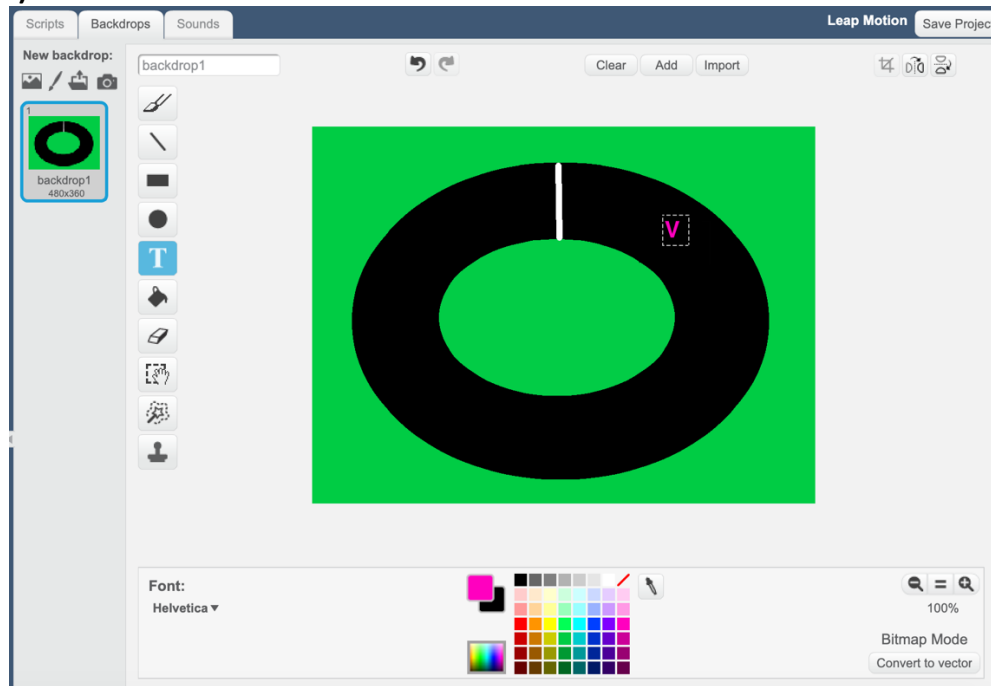 Scripts Backdrops Sounds Leap Motion Save Projec
New backdrop:
backdrop1 Clear Add Import
1
backdrop1
480x360
T
V
Font:
Helvetica ▾
100%
Bitmap Mode
Convert to vector